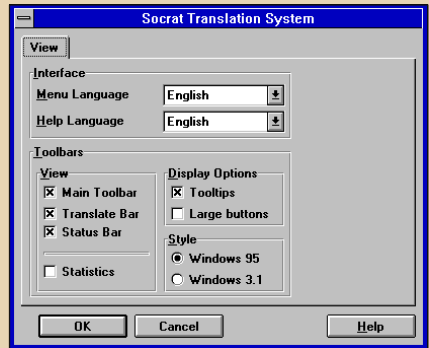 Socrat Translation System
View
Interface
Menu Language English
Help Language English
Toolbars
View
Main Toolbar
Translate Bar
Status Bar
Statistics
Display Options
Tooltips
Large buttons
Style
Windows 95
Windows 3.1
OK Cancel Help